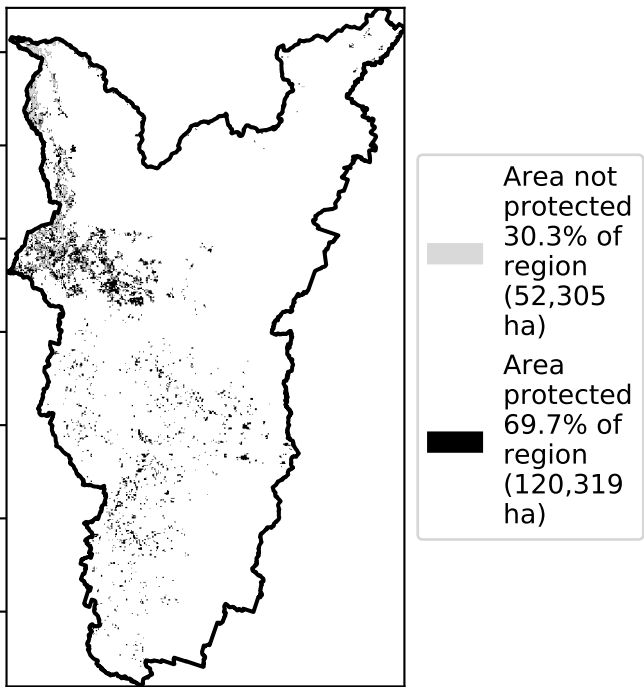 Area not
protected
30.3% of
region
(52,305
ha)
Area
protected
69.7% of
region
(120,319
ha)